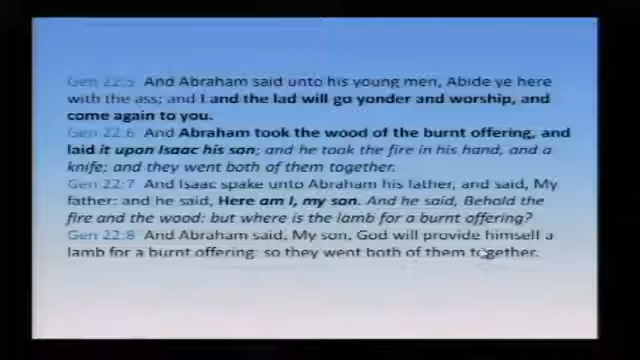 Gen 22:5 And Abraham said unto his young men, Abide ye here
with the ass; and I and the lad will go yonder and worship, and
come again to you.
Gen 22:6 And Abraham took the wood of the burnt offering, and
laid it upon Isaac his son; and he took the fire in his hand, and a
knife; and they went both of them together.
Gen 22:7 And Isaac spake unto Abraham his father, and said, My
father: and he said, Here am I, my son. And he said, Behold the
fire and the wood: but where is the lamb for a burnt offering?
Gen 22:8 And Abraham said, My son, God will provide himself a
lamb for a burnt offering: so they went both of them together.